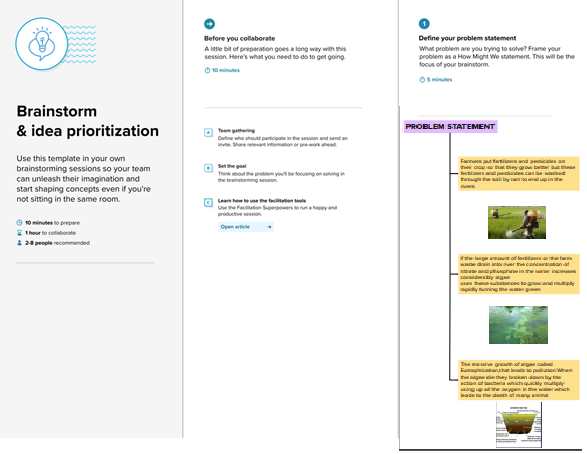 Brainstorm
& idea prioritization
Use this template in your own
brainstorming sessions so your team
can unleash their imagination and
start shaping concepts even if you're
not sitting in the same room.
10 minutes to prepare
1 hour to collaborate
2-8 people recommended
Before you collaborate
A little bit of preparation goes a long way with this
session. Here's what you need to do to get going.
10 minutes
A
Team gathering
Define who should participate in the session and send an
invite. Share relevant information or pre-work ahead.
B
Set the goal
Think about the problem you'll be focusing on solving in
the brainstorming session.
C
Learn how to use the facilitation tools
Use the Facilitation Superpowers to run a happy and
productive session.
Open article
1
Define your problem statement
What problem are you trying to solve? Frame your
problem as a How Might We statement. This will be the
focus of your brainstorm.
5 minutes
PROBLEM STATEMENT
Farmers put fertilizers and pesticides on
their crop so that they grow better but these
fertilizers and pesticides can be washed
through the soil by rain to end up in the
rivers
If the large amount of fertilizers or the farm
waste drain into river the concentration of
nitrate and phosphate in the water increases
considerably algae
uses these substances to grow and multiply
rapidly turning the water green
The massive growth of algae called
Eutrophication,that leads to pollution.When
the algae die they broken down by the
action of bacteria which quickly multiply
using up all the oxygen in the water which
leads to the death of many animal